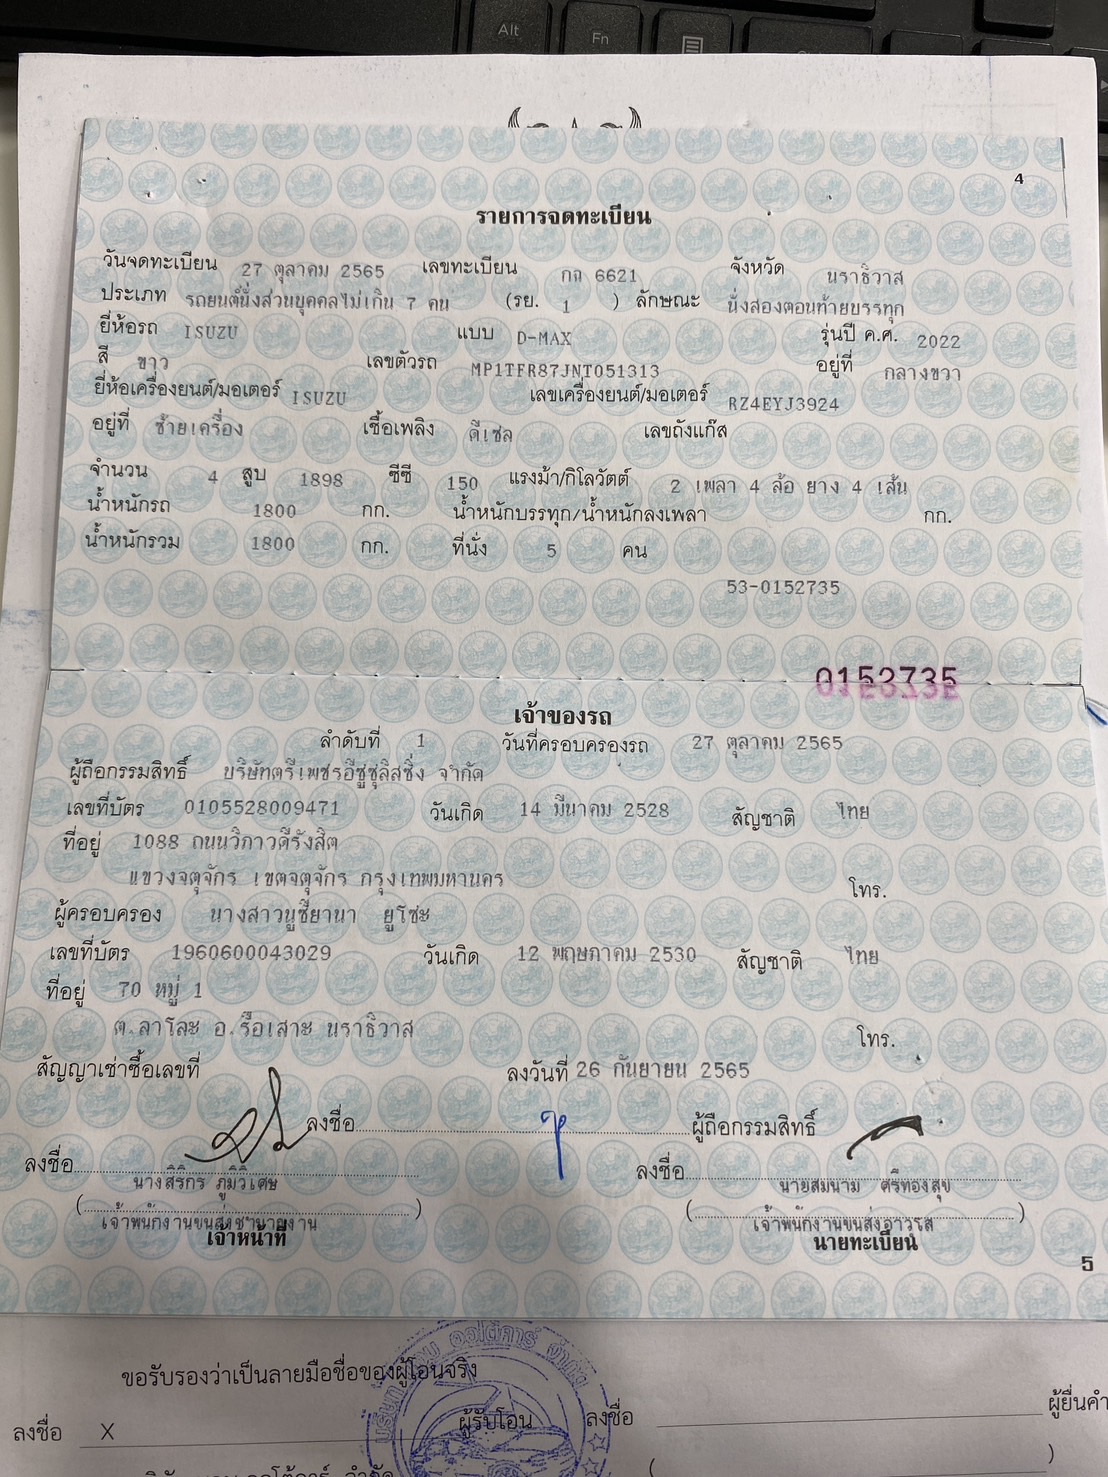 Alt
Fn
4
รายการจดทะเบียน
วันจดทะเบียน 27 ตุลาคม 2565 เลขทะเบียน กถ 6621 จังหวัด นราธิวาส
ประเภท รถยนต์นั่งส่วนบุคคลไม่เกิน 7 คน (รย. 1 ) ลักษณะ นั่งสองตอนท้ายบรรทุก
ยี่ห้อรถ ISUZU แบบ D-MAX รุ่นปี ค.ศ. 2022
สี ขาว เลขตัวรถ MP1TFR87JNT051313 อยู่ที่ กลางขวา
ยี่ห้อเครื่องยนต์/มอเตอร์ ISUZU เลขเครื่องยนต์/มอเตอร์ RZ4EYJ3924
อยู่ที่ ซ้ายเครื่อง เชื้อเพลิง ดีเซล เลขถังแก๊ส
จำนวน 4 สูบ 1898 ซีซี 150 แรงม้า/กิโลวัตต์ 2 เพลา 4 ล้อ ยาง 4 เส้น
น้ำหนักรถ 1800 กก. น้ำหนักบรรทุก/น้ำหนักลงเพลา กก.
น้ำหนักรวม 1800 กก. ที่นั่ง 5 คน
53-0152735
0152735
เจ้าของรถ
ลำดับที่ 1 วันที่ครอบครองรถ 27 ตุลาคม 2565
ผู้ถือกรรมสิทธิ์ บริษัทตรีเพชรอีซูซุลิสซิ่ง จำกัด
เลขที่บัตร 0105528009471 วันเกิด 14 มีนาคม 2528 สัญชาติ ไทย
ที่อยู่ 1088 ถนนวิภาวดีรังสิต
แขวงจตุจักร เขตจตุจักร กรุงเทพมหานคร โทร.
ผู้ครอบครอง นางสาวนูซียานา ยูโซะ
เลขที่บัตร 1960600043029 วันเกิด 12 พฤษภาคม 2530 สัญชาติ ไทย
ที่อยู่ 70 หมู่ 1
ต.ลาโละ อ.รือเสาะ นราธิวาส โทร.
สัญญาเช่าซื้อเลขที่ ลงวันที่ 26 กันยายน 2565
ลงชื่อ ผู้ถือกรรมสิทธิ์
ลงชื่อ ลงชื่อ
นางสิริกร ภูมิวิเศษ นายสมนาม ศรีทองสุข
( ) ( )
เจ้าพนักงานขนส่งชำนาญงาน เจ้าพนักงานขนส่งอาวุโส
เจ้าหน้าที่ นายทะเบียน
5
ออโต้คาร์ จำกัด
ขอรับรองว่าเป็นลายมือชื่อของผู้โอนจริง
ลงชื่อ X ผู้รับโอน ลงชื่อ ผู้ยื่นคำ
( )